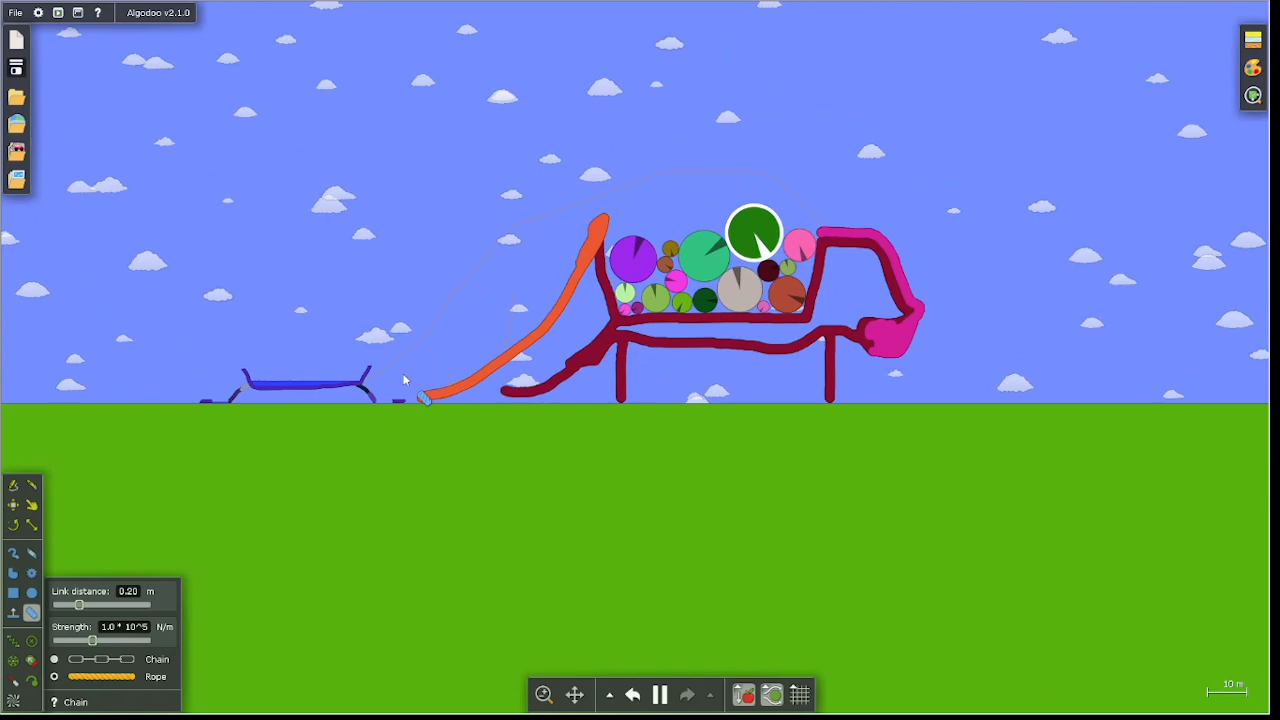 File ? Algodoo v2.1.0
Link distance: 0.20 m
Strength: 1.0 * 10^5 N/m
Chain
Rope
? Chain
10 m